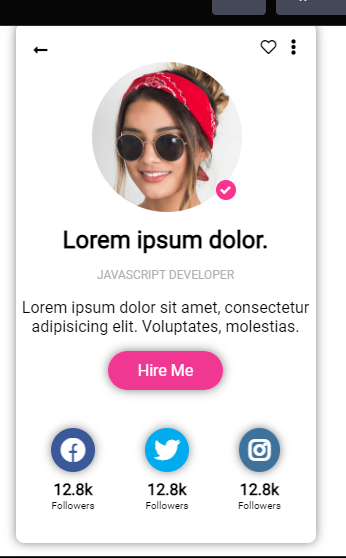 Lorem ipsum dolor.
JAVASCRIPT DEVELOPER
Lorem ipsum dolor sit amet, consectetur
adipisicing elit. Voluptates, molestias.
Hire Me
12.8k 12.8k 12.8k
Followers Followers Followers